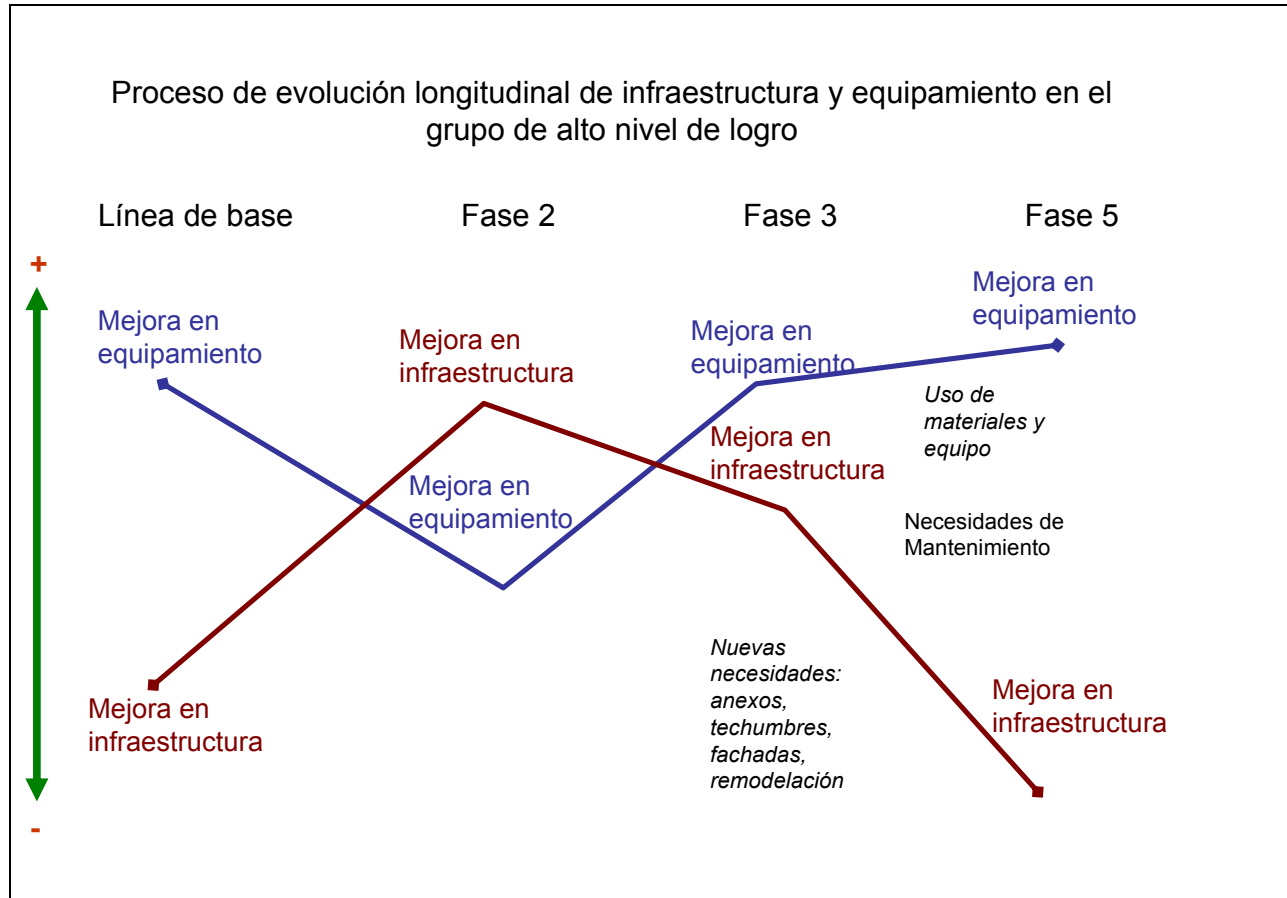 Proceso de evolución longitudinal de infraestructura y equipamiento en el
grupo de alto nivel de logro
Línea de base
Fase 2
Fase 3
Fase 5
+
Mejora en
equipamiento
Mejora en
infraestructura
Mejora en
equipamiento
Mejora en
equipamiento
Mejora en
equipamiento
Mejora en
infraestructura
Uso de
materiales y
equipo
Necesidades de
Mantenimiento
Mejora en
infraestructura
Nuevas
necesidades:
anexos,
techumbres,
fachadas,
remodelación
Mejora en
infraestructura
-